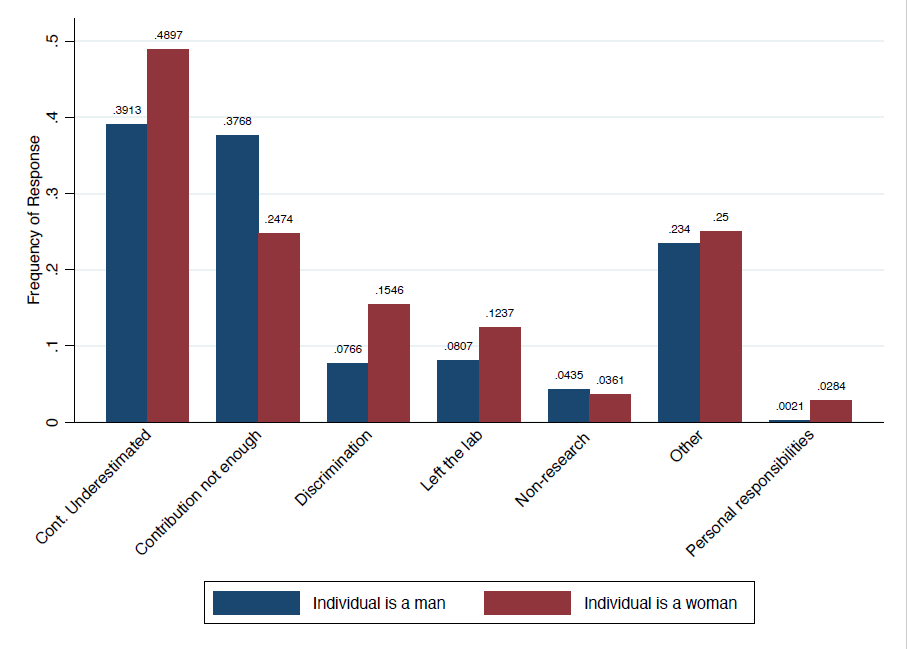 Frequency of Response
.5
.4
.3
.2
.1
0
.3913
.4897
.3768
.2474
.0766
.1546
.0807
.1237
.0435
.0361
.234
.25
.0021
.0284
Cont. Underestimated
Contribution not enough
Discrimination
Left the lab
Non-research
Other
Personal responsibilities
Individual is a man
Individual is a woman